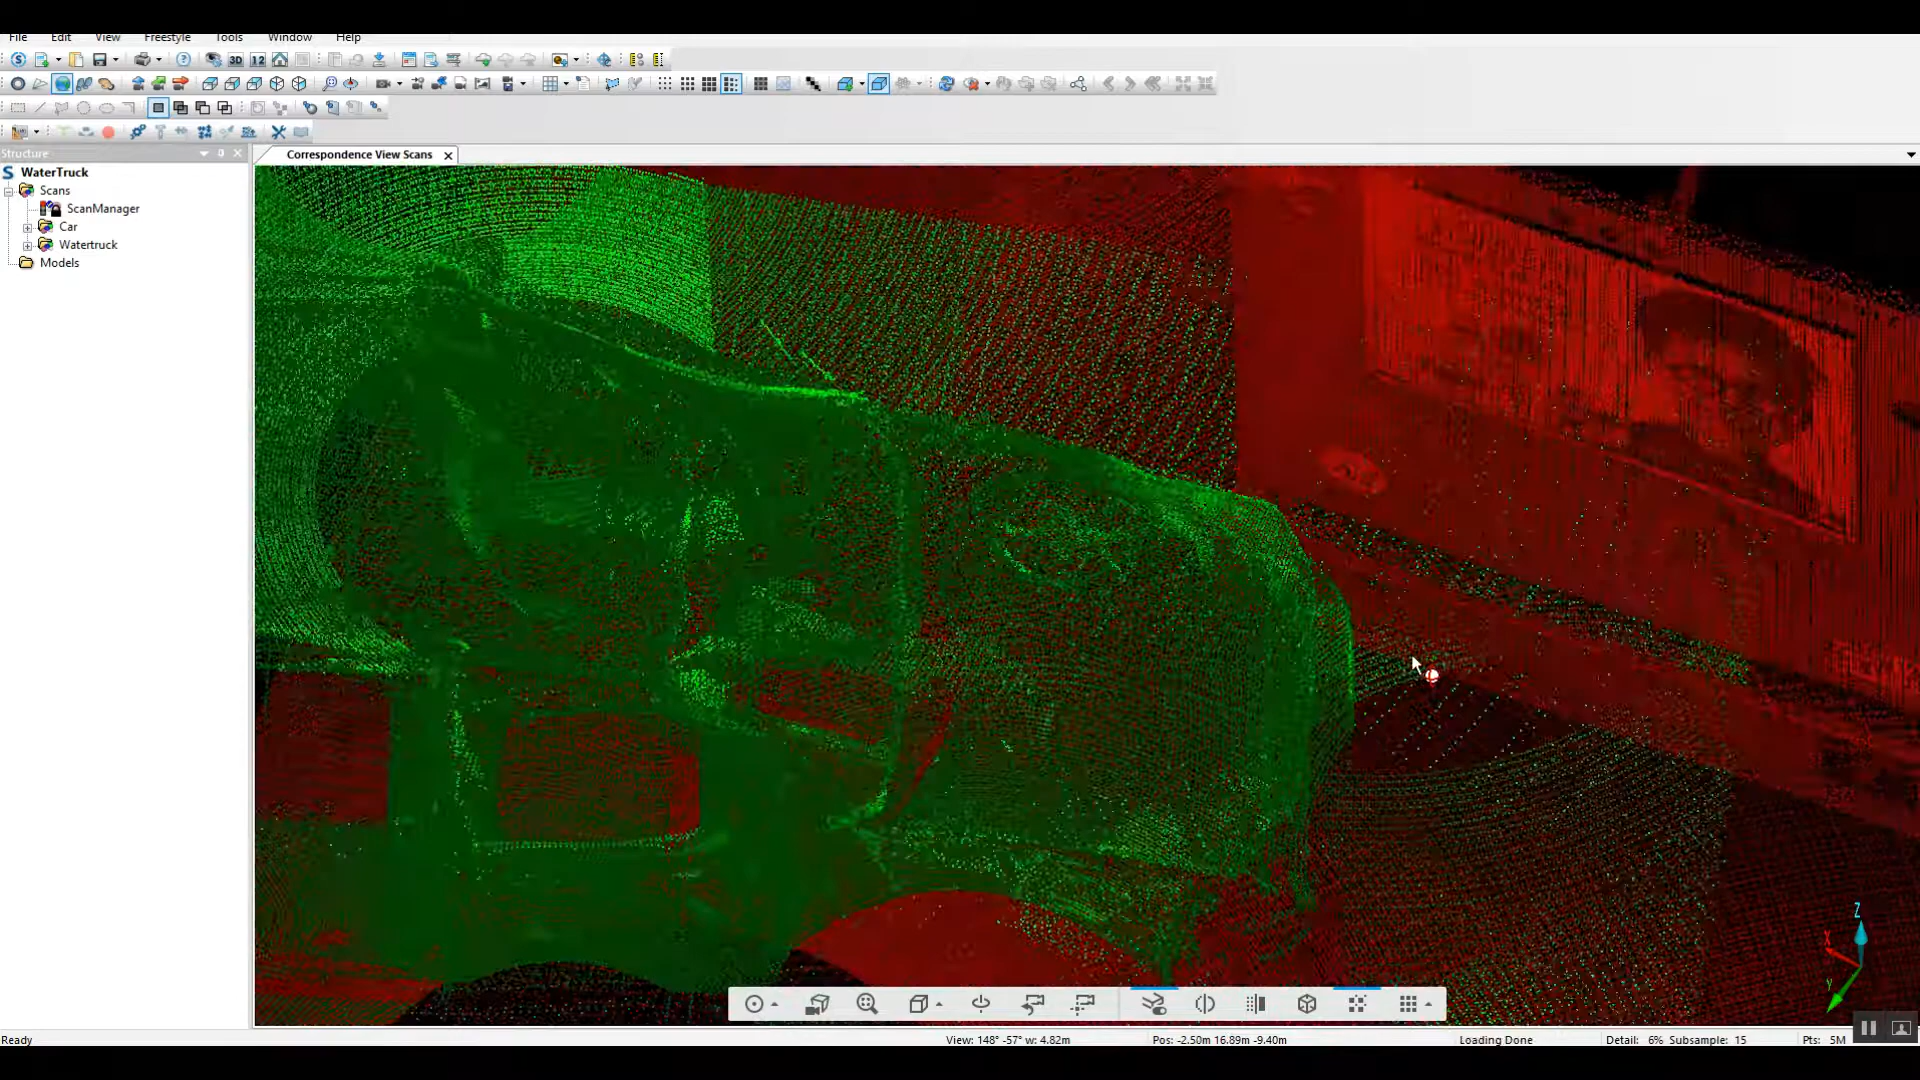 File Edit View Freestyle Tools Window Help
3D 12
Structure
Correspondence View Scans
WaterTruck
Scans
ScanManager
Car
Watertruck
Models
Z
X
Y
Ready
View: 148° -57° w: 4.82m
Pos: -2.50m 16.89m -9.40m
Loading Done
Detail: 6% Subsample: 15
Pts: 5M